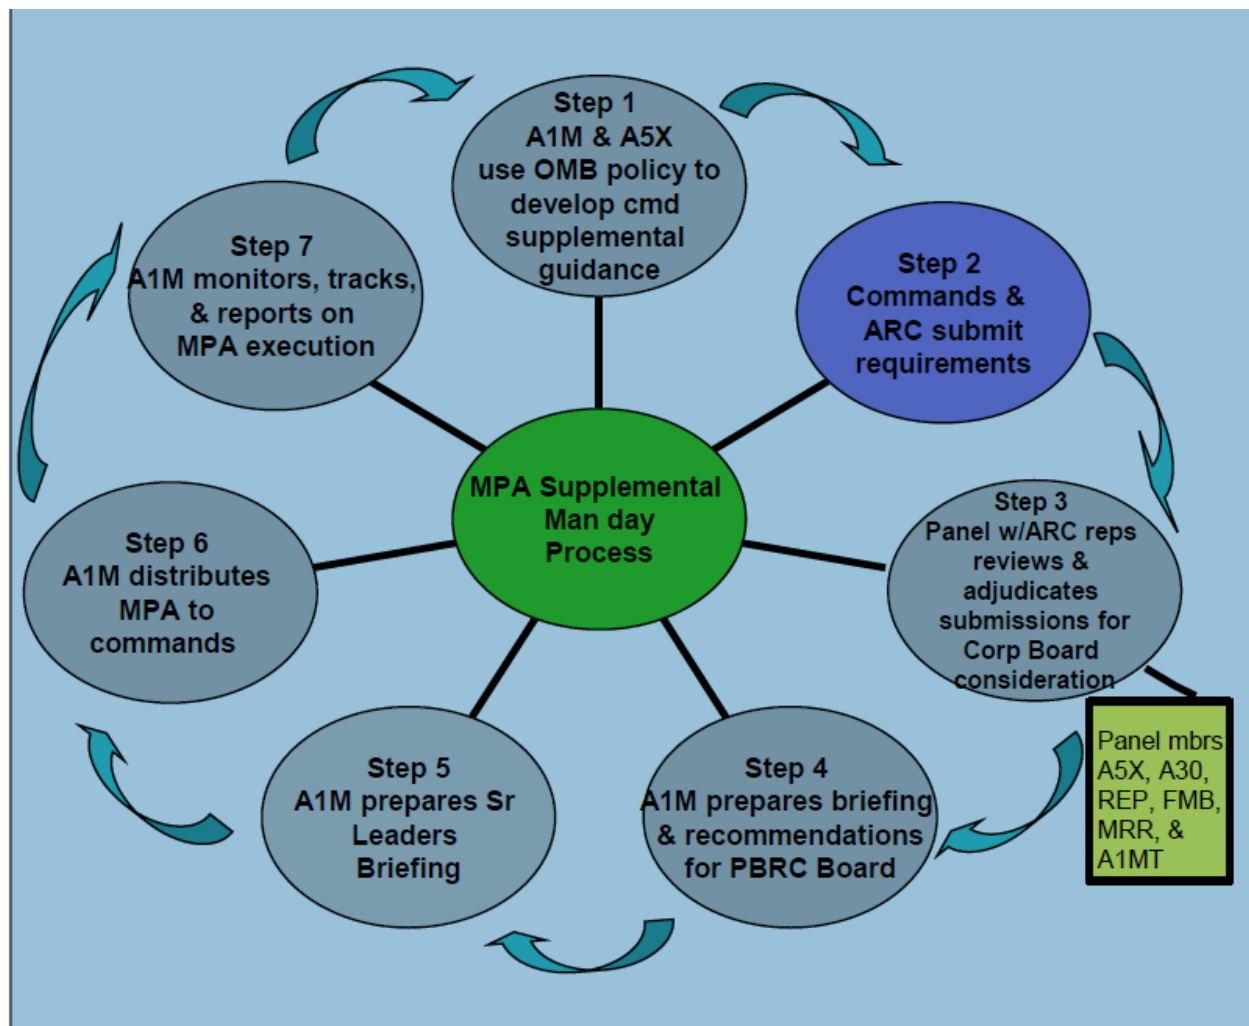 Step 1
A1M & A5X
use OMB policy to
develop cmd
supplemental
guidance
Step 2
Commands &
ARC submit
requirements
Step 3
Panel w/ARC reps
reviews &
adjudicates
submissions for
Corp Board
consideration
Panel mbrs
A5X, A30,
REP, FMB,
MRR, &
A1MT
Step 4
A1M prepares briefing
& recommendations
for PBRC Board
Step 5
A1M prepares Sr
Leaders
Briefing
Step 6
A1M distributes
MPA to
commands
Step 7
A1M monitors, tracks,
& reports on
MPA execution
MPA Supplemental
Man day
Process